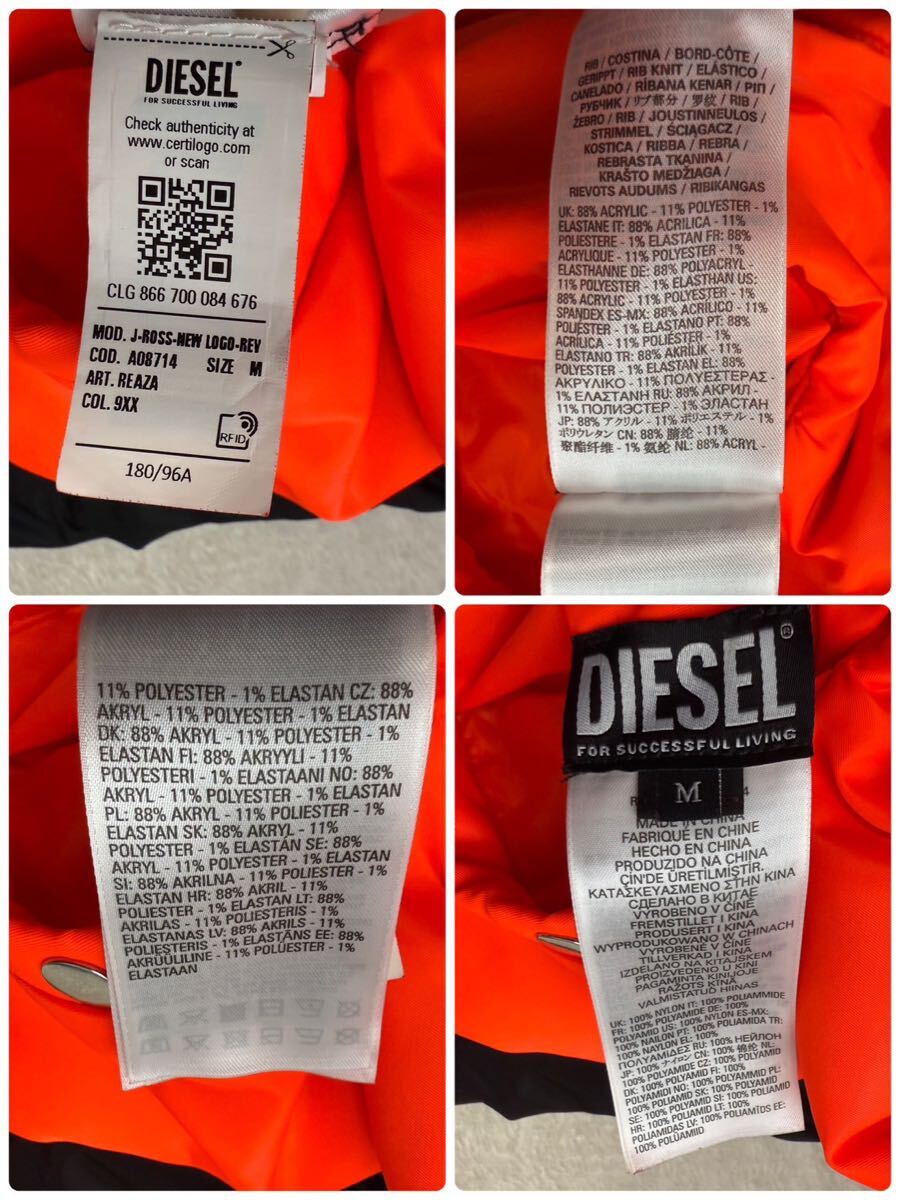 DIESEL
FOR SUCCESSFUL LIVING
Check authenticity at
www.certilogo.com
or scan
CLG 866 700 084 676
MOD. J-ROSS-NEW LOGO-REV
COD. A08714 SIZE M
ART. REAZA
COL. 9XX
RFID
180/96A
RIB / COSTINA / BORD-CÔTE /
GERIPPT / RIB KNIT / ELÁSTICO /
CANELADO / RİBANA KENAR / ΡΙΠ /
РУБЧИК / リブ部分 / 罗纹 / RIB /
ŽEBRO / RIB / JOUSTINNEULOS /
STRIMMEL / ŚCIĄGACZ /
KOSTICA / RIBBA / REBRA /
REBRASTA TKANINA /
KRAŠTO MEDŽIAGA /
RIEVOTS AUDUMS / RIBIKANGAS
UK: 88% ACRYLIC - 11% POLYESTER - 1%
ELASTANE IT: 88% ACRILICA - 11%
POLIESTERE - 1% ELASTAN FR: 88%
ACRYLIQUE - 11% POLYESTER - 1%
ELASTHANNE DE: 88% POLYACRYL -
11% POLYESTER - 1% ELASTHAN US:
88% ACRYLIC - 11% POLYESTER - 1%
SPANDEX ES-MX: 88% ACRÍLICO - 11%
POLIÉSTER - 1% ELASTANO PT: 88%
ACRÍLICA - 11% POLIÉSTER - 1%
ELASTANO TR: 88% AKRİLİK - 11%
POLYESTER - 1% ELASTAN EL: 88%
ΑΚΡΥΛΙΚΟ - 11% ΠΟΛΥΕΣΤΕΡΑΣ -
1% ΕΛΑΣΤΑΝΗ RU: 88% АКРИЛ -
11% ПОЛИЭСТЕР - 1% ЭЛАСТАН
JP: 88% アクリル - 11% ポリエステル - 1%
ポリウレタン CN: 88% 腈纶 - 11%
聚酯纤维 - 1% 氨纶 NL: 88% ACRYL -
11% POLYESTER - 1% ELASTAN CZ: 88%
AKRYL - 11% POLYESTER - 1% ELASTAN
DK: 88% AKRYL - 11% POLYESTER - 1%
ELASTAN FI: 88% AKRYYLI - 11%
POLYESTERI - 1% ELASTAANI NO: 88%
AKRYL - 11% POLYESTER - 1% ELASTAN
PL: 88% AKRYL - 11% POLIESTER - 1%
ELASTAN SK: 88% AKRYL - 11%
POLYESTER - 1% ELASTAN SE: 88%
AKRYL - 11% POLYESTER - 1% ELASTAN
SI: 88% AKRILNA - 11% POLIESTER - 1%
ELASTAN HR: 88% AKRIL - 11%
POLIESTER - 1% ELASTAN LT: 88%
AKRILAS - 11% POLIESTERIS - 1%
ELASTANAS LV: 88% AKRILS - 11%
POLIESTERIS - 1% ELASTĀNS EE: 88%
AKRÜÜLILINE - 11% POLÜESTER - 1%
ELASTAAN
DIESEL®
FOR SUCCESSFUL LIVING
M
MADE IN CHINA
FABRIQUÉ EN CHINE
HECHO EN CHINA
PRODUZIDO NA CHINA
ÇİN'DE ÜRETİLMİŞTİR.
ΚΑΤΑΣΚΕΥΑΣΜΕΝΟ ΣΤΗΝ ΚΙΝΑ
СДЕЛАНО В КИТАЕ
VYROBENO V ČÍNĚ
FREMSTILLET I KINA
PRODUSERT I KINA
WYPRODUKOWANO W CHINACH
VYROBENÉ V ČÍNE
TILLVERKAD I KINA
IZDELANO NA KITAJSKEM
PROIZVEDENO U KINI
PAGAMINTA KINIJOJE
RAŽOTS ĶĪNĀ
VALMISTATUD HIINAS
UK: 100% NYLON IT: 100% POLIAMMIDE
FR: 100% POLYAMIDE DE: 100%
POLYAMID US: 100% NYLON ES-MX:
100% NAILON PT: 100% POLIAMIDA TR:
100% NAYLON EL: 100%
ΠΟΛΥΑΜΙΔΕΣ RU: 100% НЕЙЛОН
JP: 100% ナイロン CN: 100% 锦纶 NL:
100% POLYAMIDE CZ: 100% POLYAMID
DK: 100% POLYAMID FI: 100%
POLYAMIDI NO: 100% POLYAMMID PL:
100% POLIAMID SK: 100% POLYAMID
SE: 100% POLYAMID SI: 100% POLIAMID
HR: 100% POLIAMID LT: 100%
POLIAMIDAS LV: 100% POLIAMĪDS EE:
100% POLÜAMIID